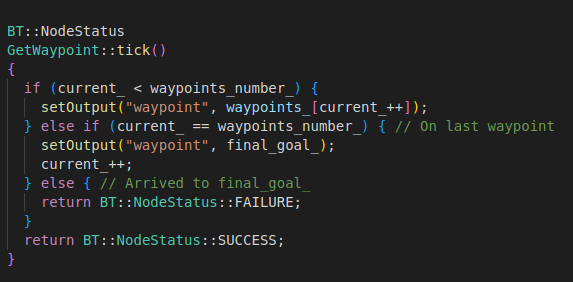 BT::NodeStatus
GetWaypoint::tick()
{
  if (current_ < waypoints_number_) {
    setOutput("waypoint", waypoints_[current_++]);
  } else if (current_ == waypoints_number_) { // On last waypoint
    setOutput("waypoint", final_goal_);
    current_++;
  } else { // Arrived to final_goal_
    return BT::NodeStatus::FAILURE;
  }
  return BT::NodeStatus::SUCCESS;
}